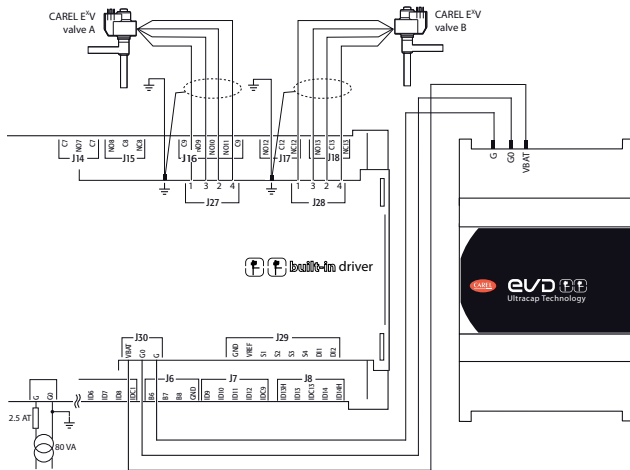 CAREL EXV
valve A
CAREL EXV
valve B
G
G0
VBAT
C7
NO7
C7
J14
NO8
C8
NC8
J15
C9
NO9
NO10
NO11
C9
J16
NO12
C12
NC12
J17
NO13
C13
NC13
J18
1 3 2 4
J27
1 3 2 4
J28
built-in driver
CAREL
evd
Ultracap Technology
J30
VBAT
G0
G
J29
GND
VREF
S1
S2
S3
S4
DI1
DI2
G
G0
2.5 AT
80 VA
ID6
ID7
ID8
IDC1
J6
B6
B7
B8
GND
J7
ID9
ID10
ID11
ID12
IDC9
J8
ID13H
ID13
IDC13
ID14
ID14H